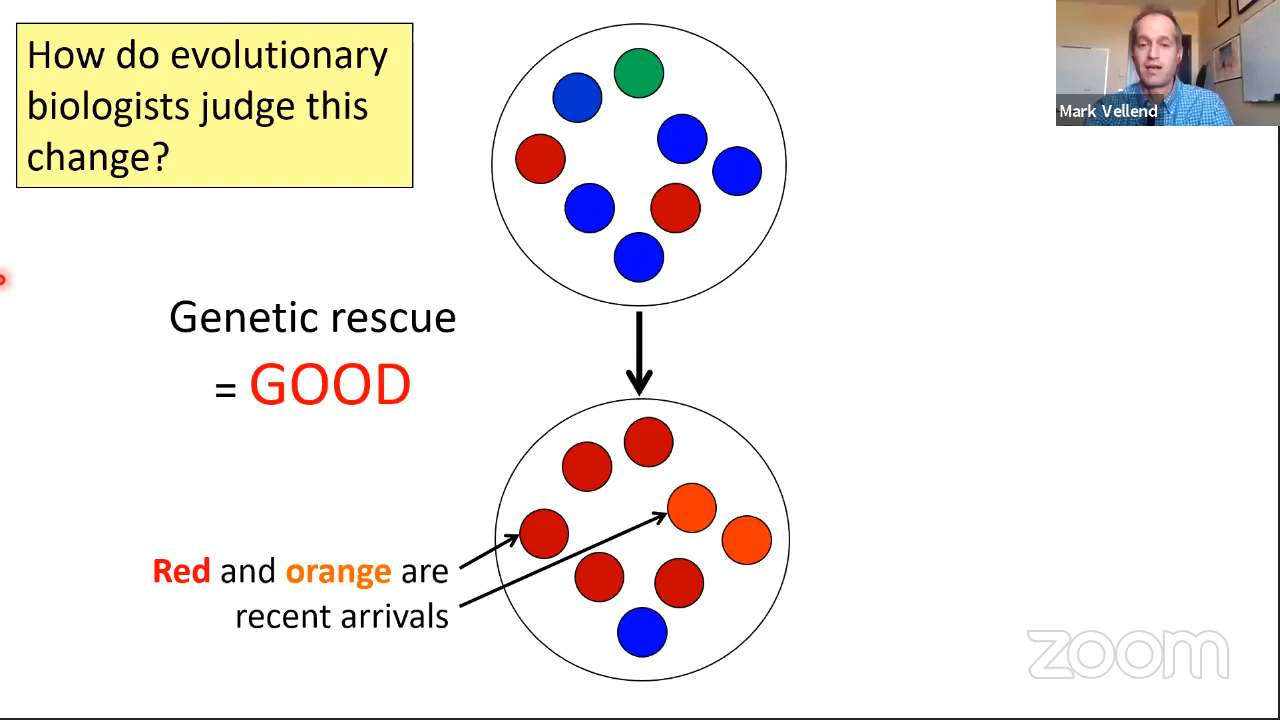 How do evolutionary
biologists judge this
change?
Mark Vellend
Genetic rescue
= GOOD
Red and orange are
recent arrivals
zoom